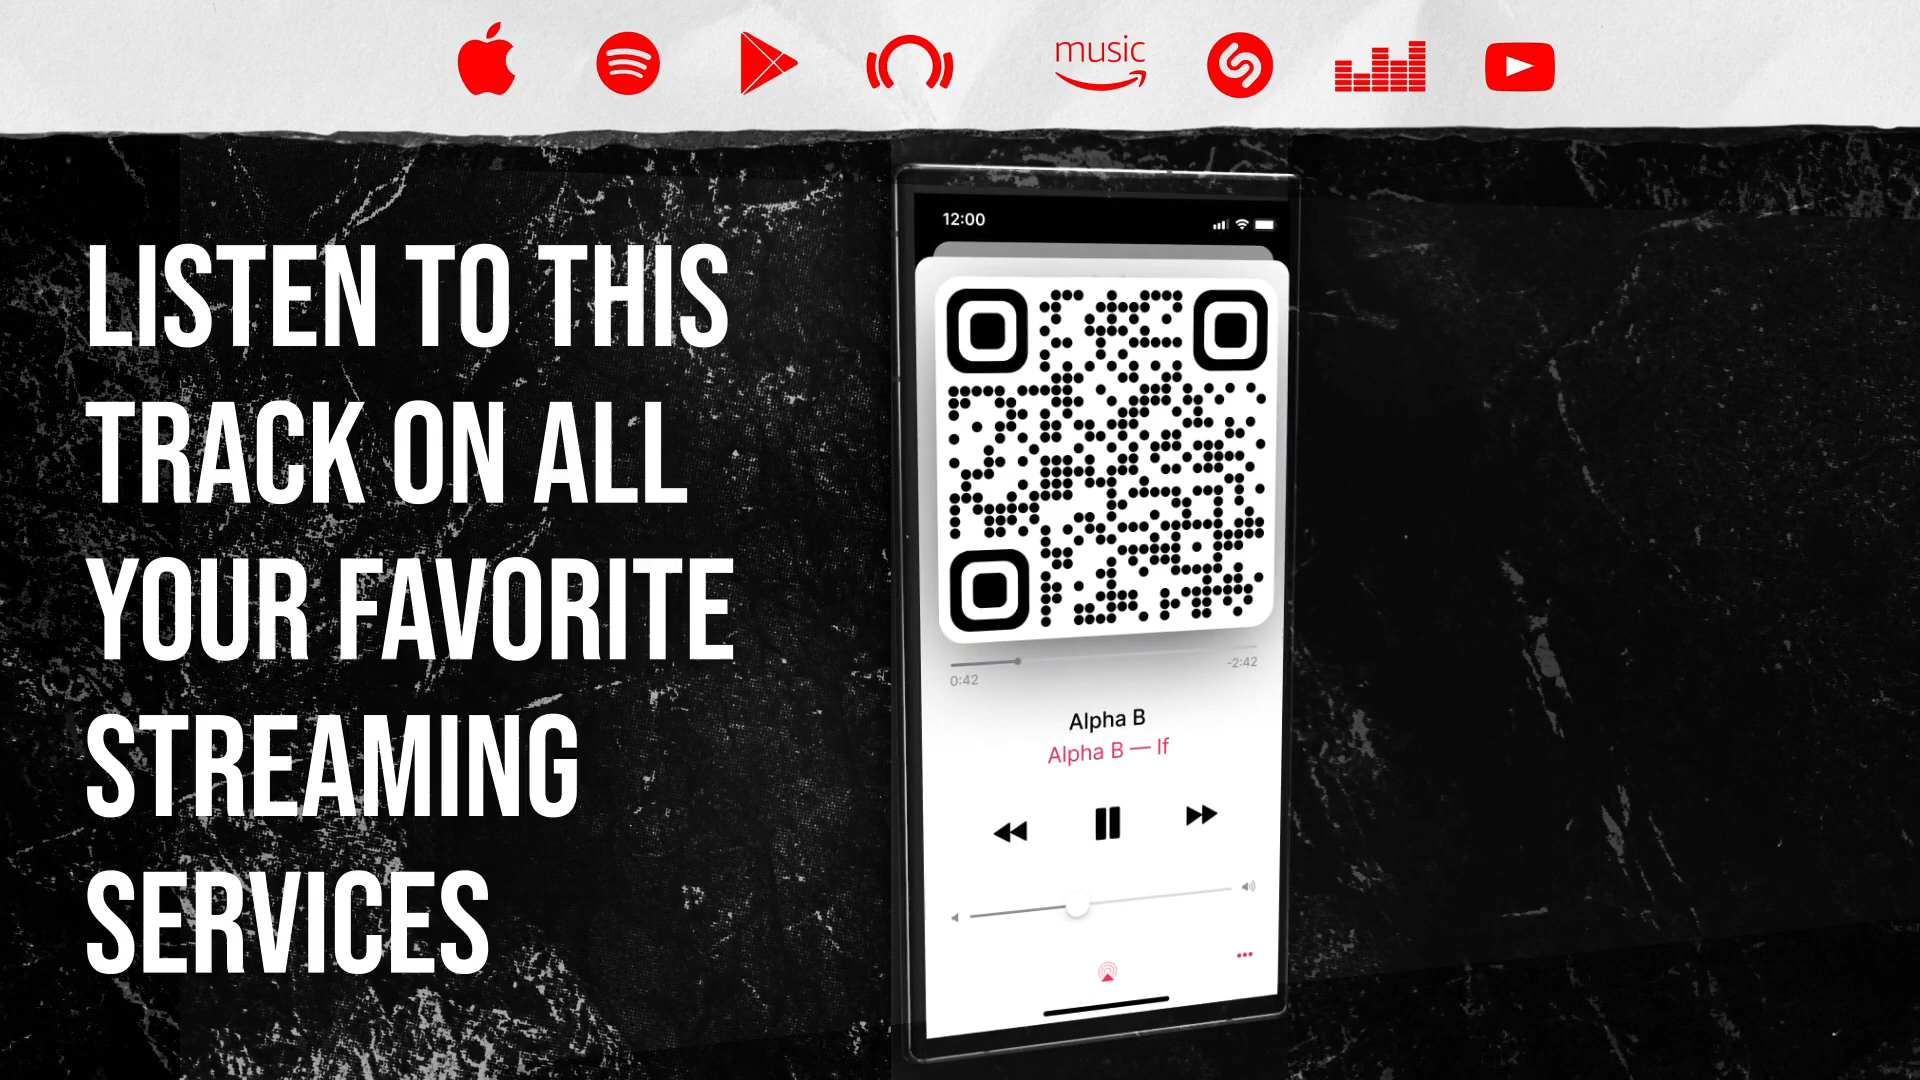 music
LISTEN TO THIS
TRACK ON ALL
YOUR FAVORITE
STREAMING
SERVICES
12:00
0:42
-2:42
Alpha B
Alpha B — If